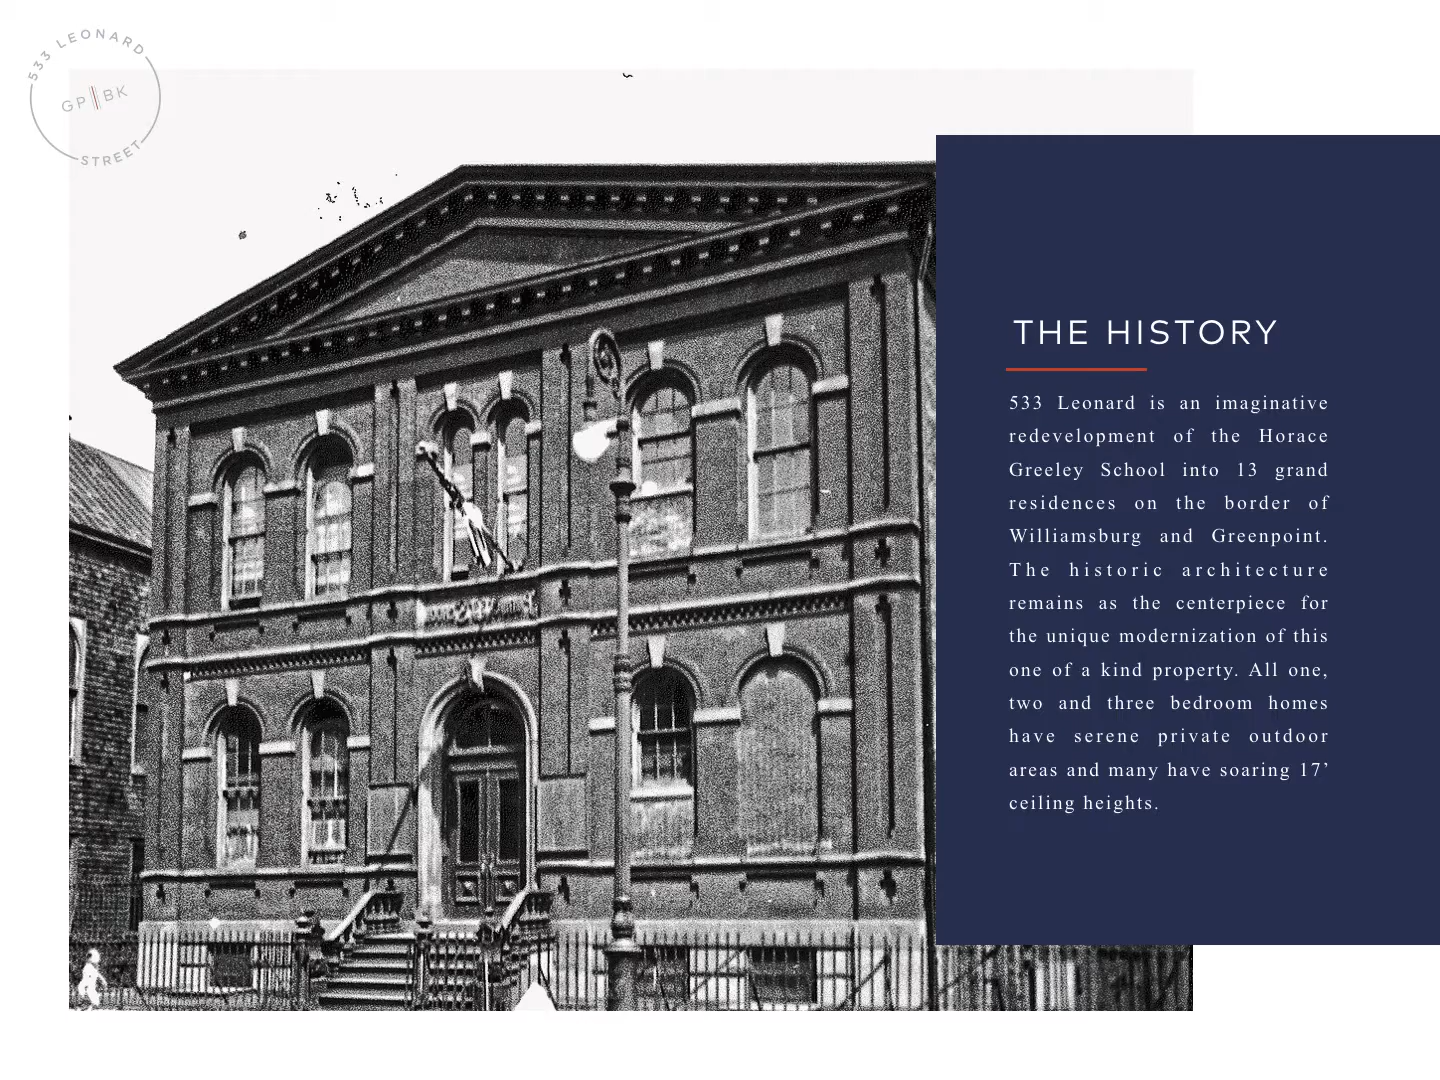 533 LEONARD
GP BK
STREET
THE HISTORY
533 Leonard is an imaginative
redevelopment of the Horace
Greeley School into 13 grand
residences on the border of
Williamsburg and Greenpoint.
The historic architecture
remains as the centerpiece for
the unique modernization of this
one of a kind property. All one,
two and three bedroom homes
have serene private outdoor
areas and many have soaring 17’
ceiling heights.